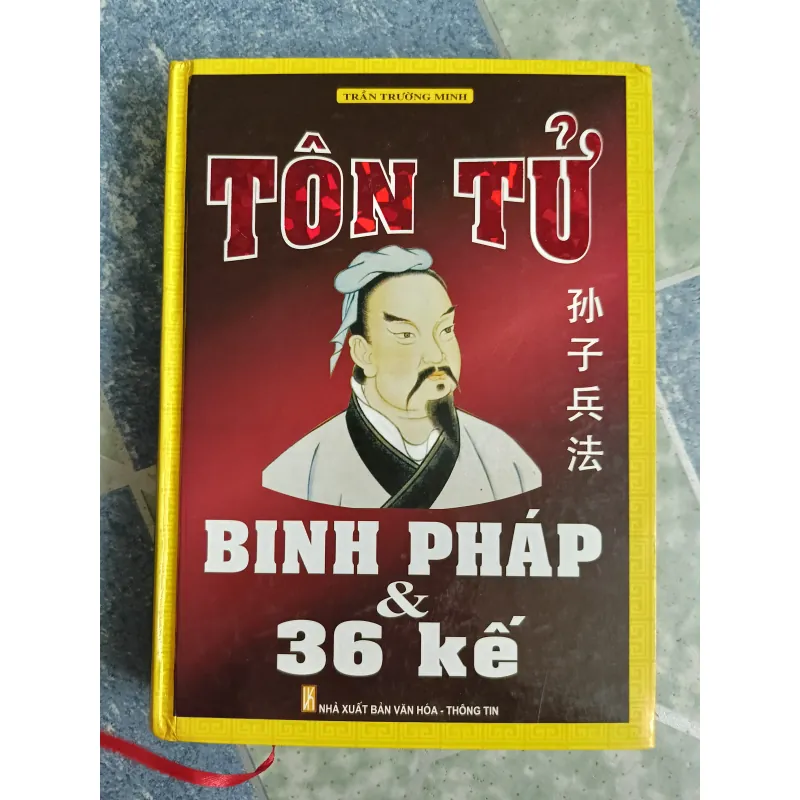 TRẦN TRƯỜNG MINH
TÔN TỬ
孙子兵法
BINH PHÁP
&
36 kế
NHÀ XUẤT BẢN VĂN HÓA - THÔNG TIN